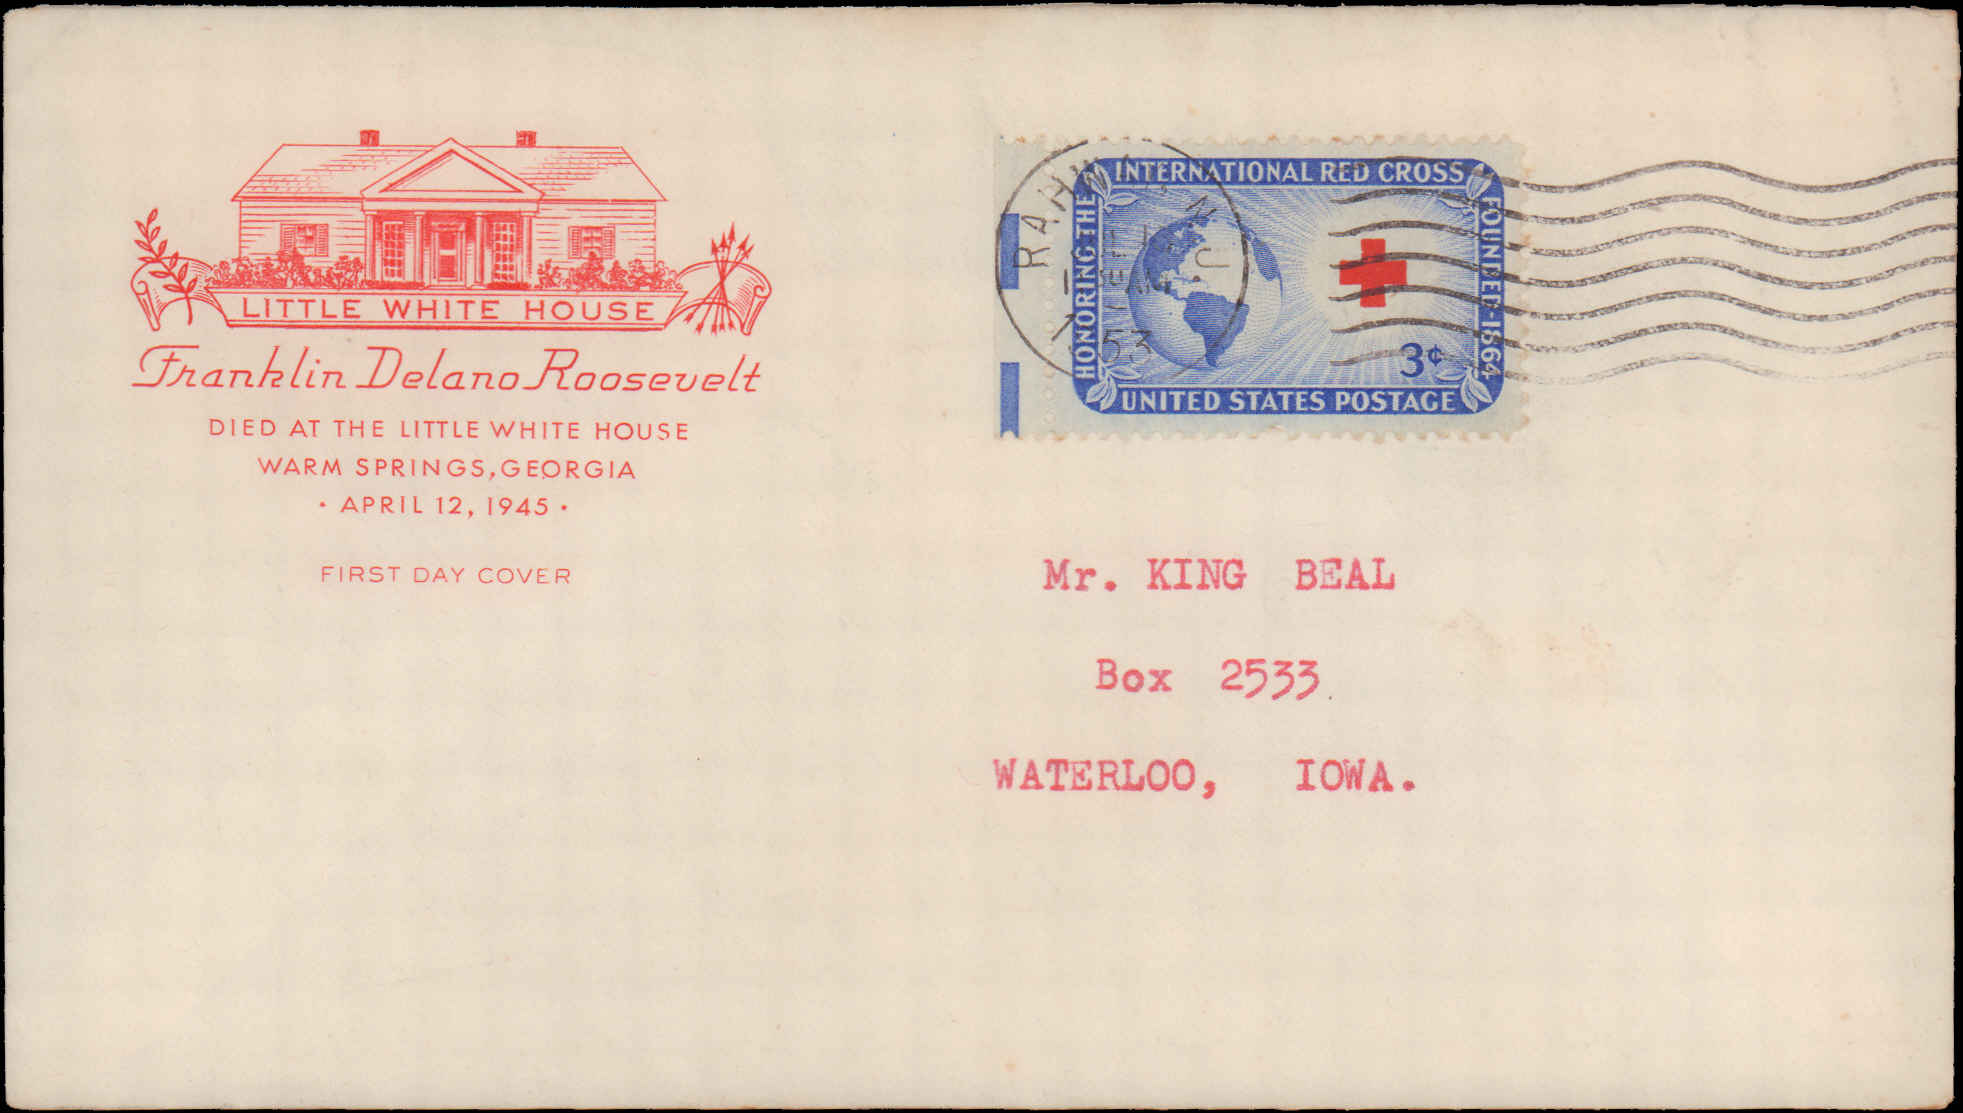 LITTLE WHITE HOUSE
Franklin Delano Roosevelt
DIED AT THE LITTLE WHITE HOUSE
WARM SPRINGS, GEORGIA
· APRIL 12, 1945 ·
FIRST DAY COVER
RAHWAY N.J.
53
HONORING THE
INTERNATIONAL RED CROSS
FOUNDED-1864
3¢
UNITED STATES POSTAGE
Mr. KING BEAL
Box 2533
WATERLOO, IOWA.